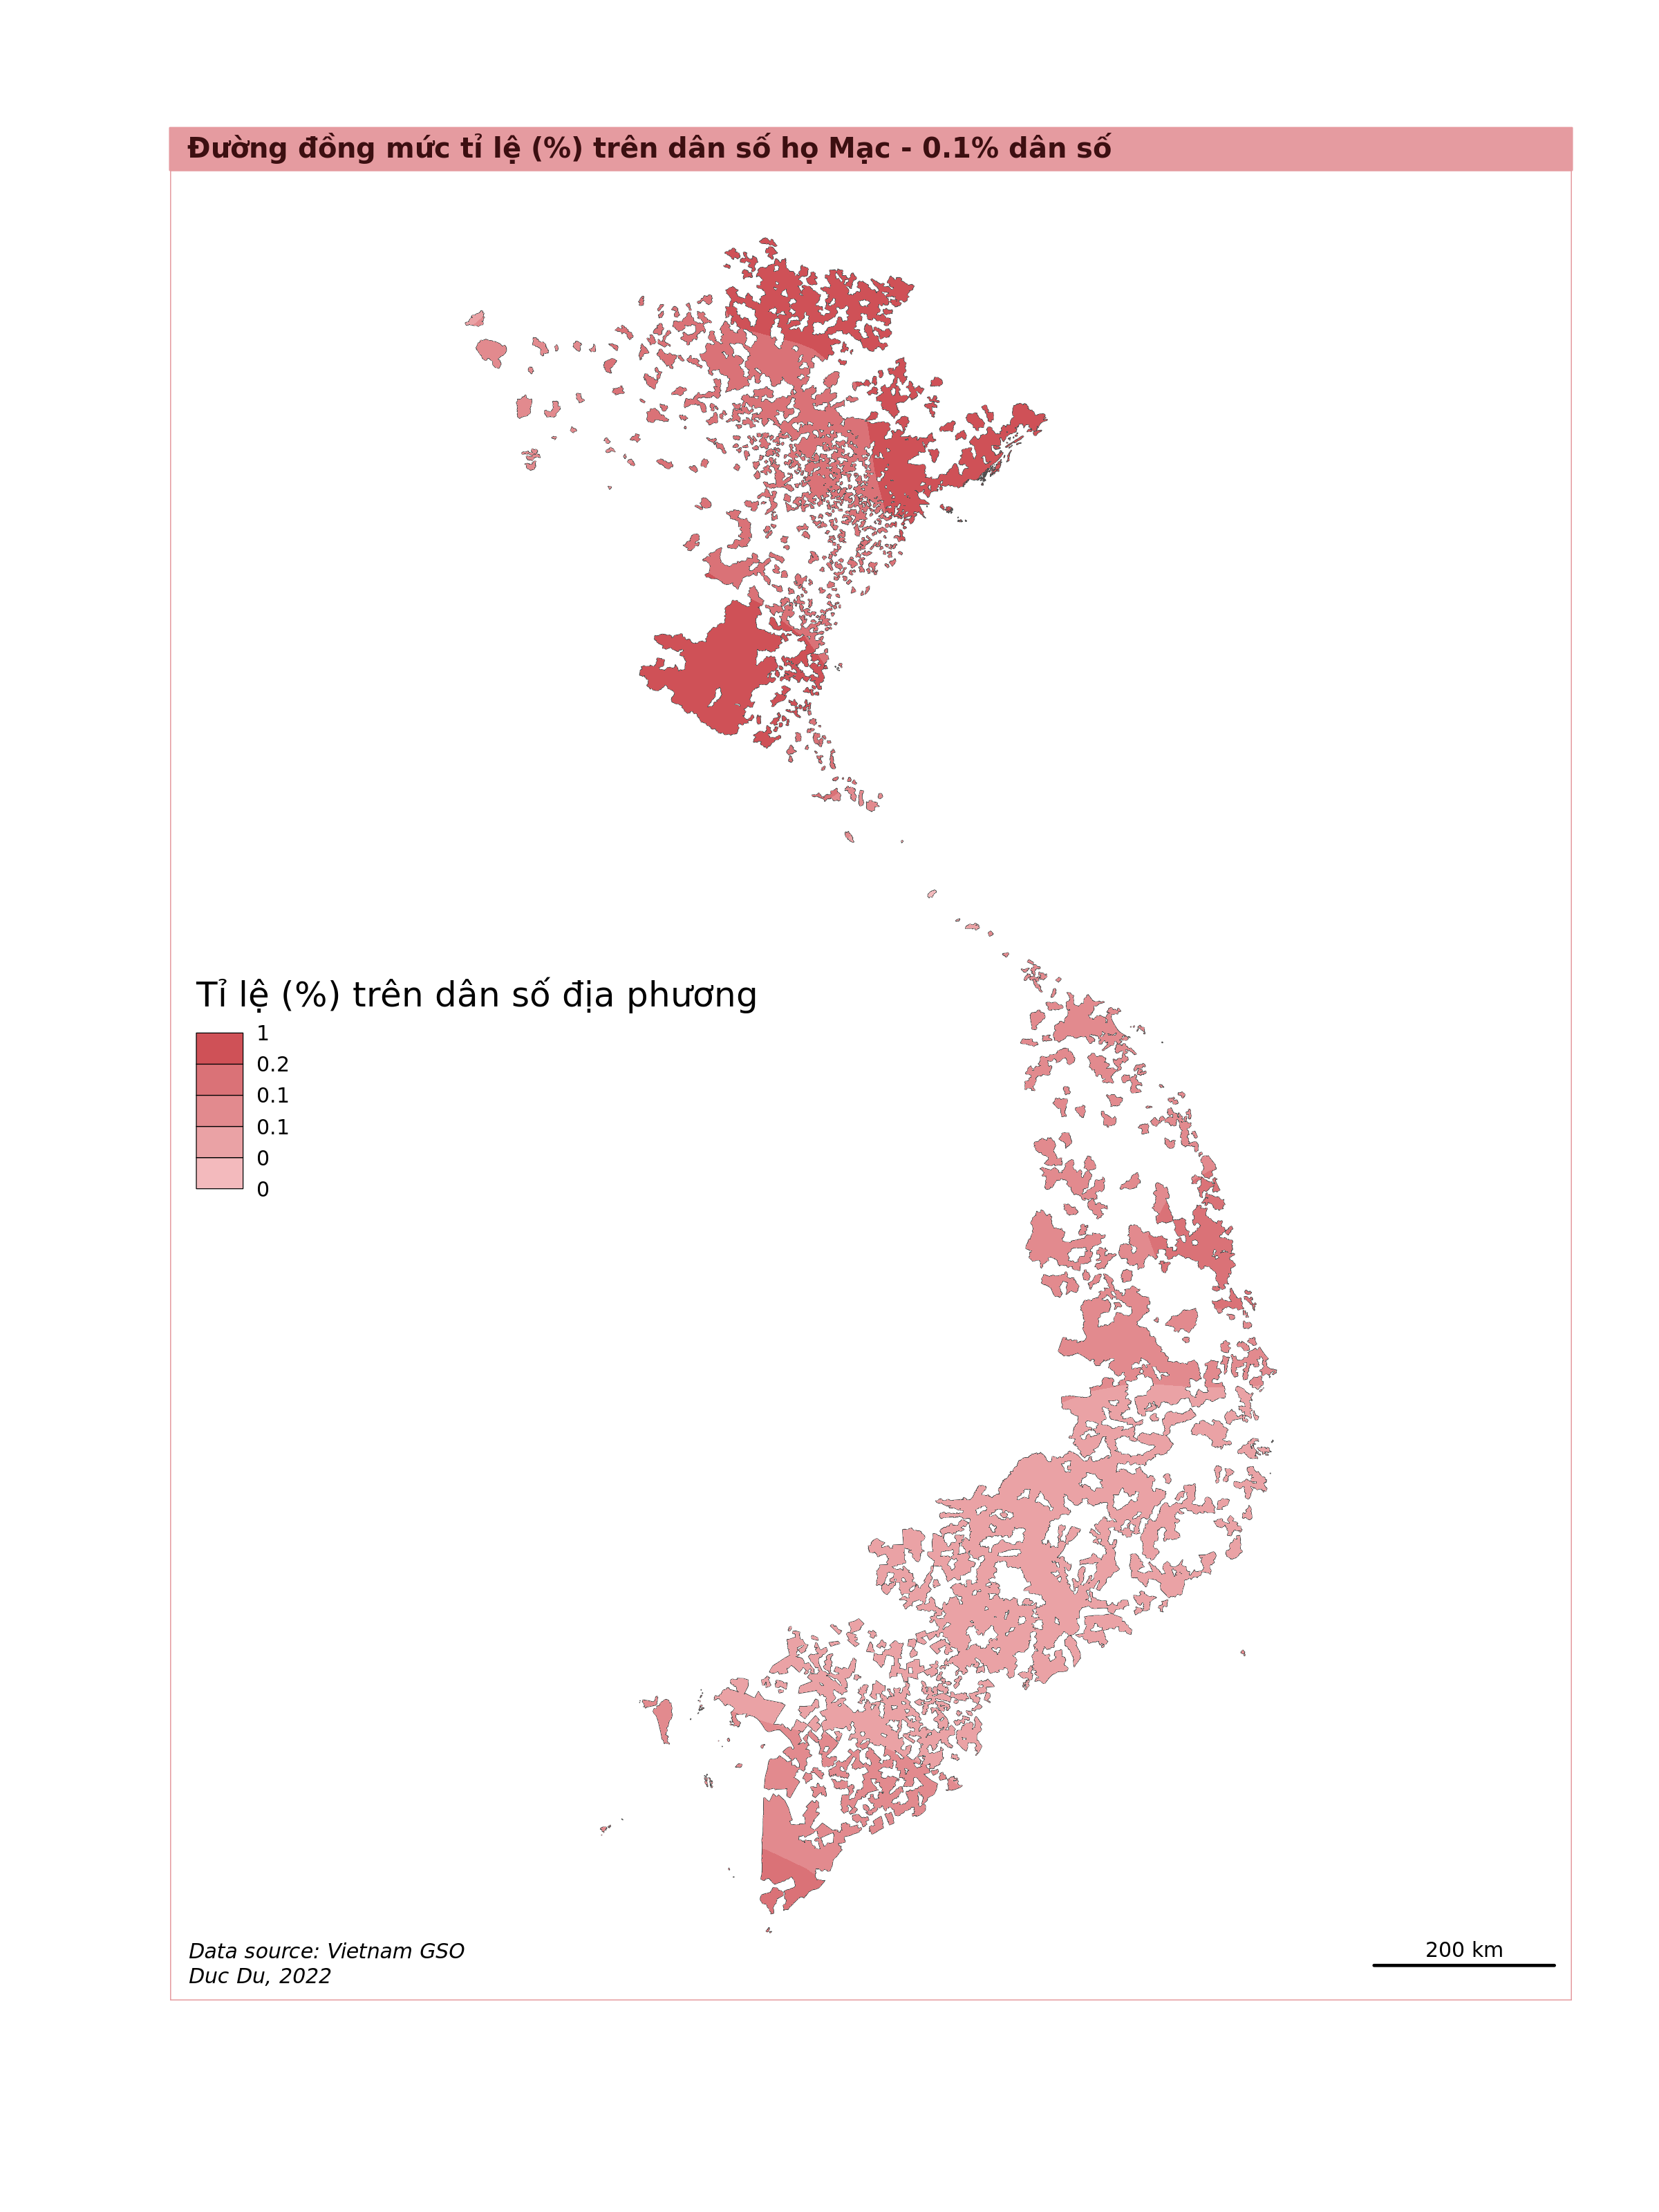 Đường đồng mức tỉ lệ (%) trên dân số họ Mạc - 0.1% dân số
Tỉ lệ (%) trên dân số địa phương
1
0.2
0.1
0.1
0
0
Data source: Vietnam GSO
Duc Du, 2022
200 km